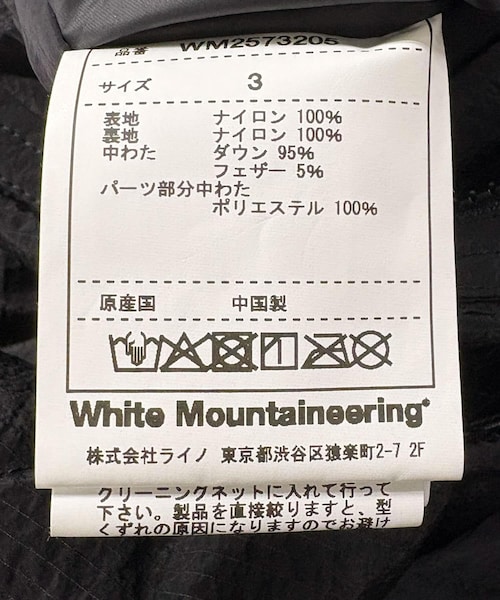 品番 WM2573205
サイズ 3
表地 ナイロン 100%
裏地 ナイロン 100%
中わた ダウン 95%
フェザー 5%
パーツ部分中わた
ポリエステル 100%
原産国 中国製
White Mountaineering®
株式会社ライノ 東京都渋谷区猿楽町2-7 2F
クリーニングネットに入れて行って
下さい。製品を直接絞りますと、型
くずれの原因になりますのでお避け